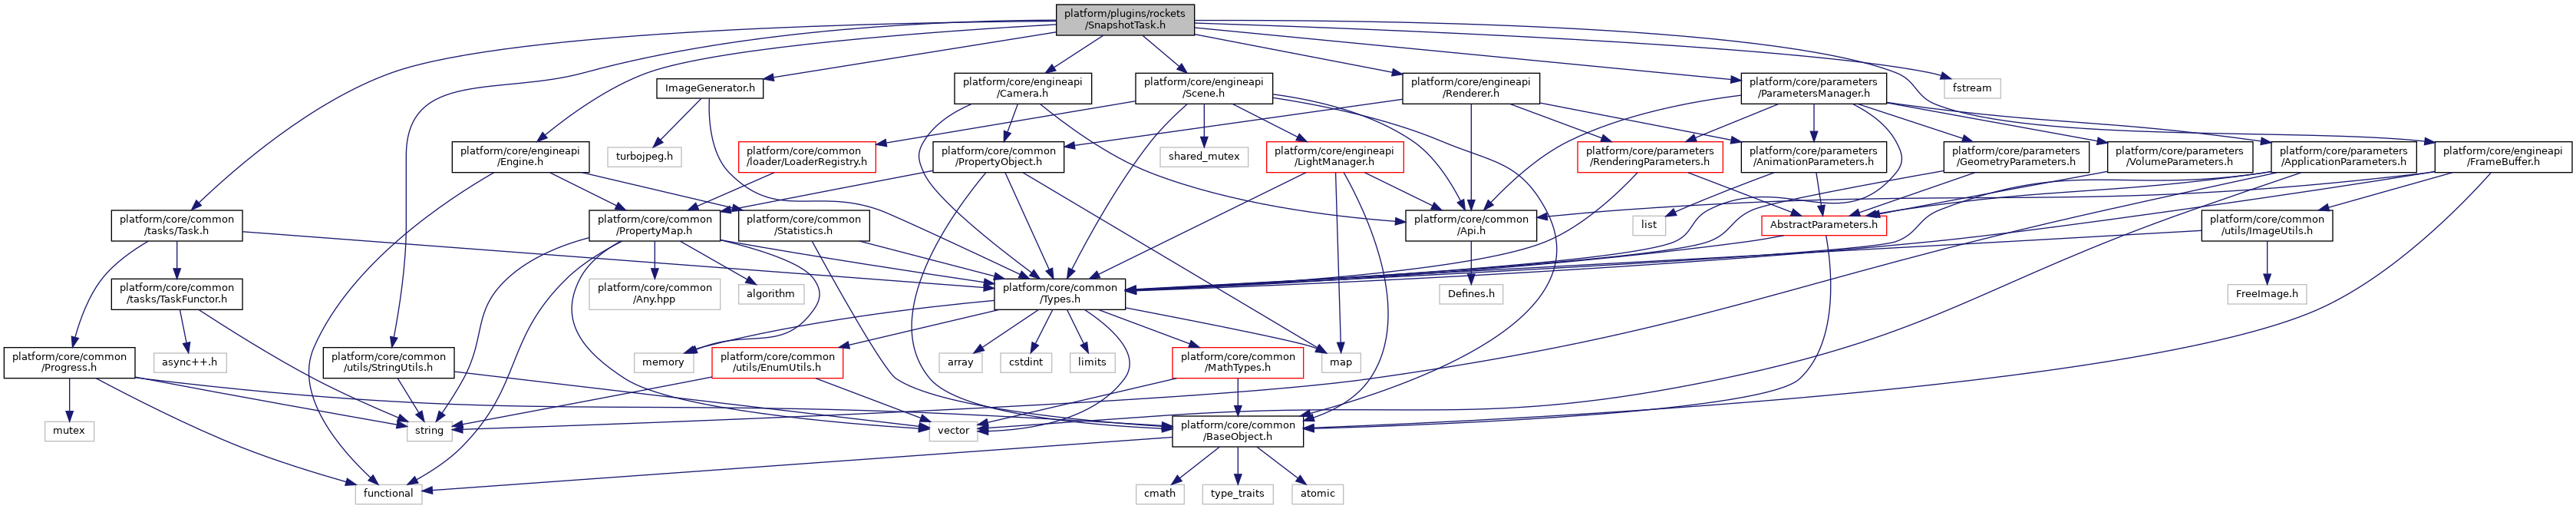 platform/plugins/rockets
/SnapshotTask.h
ImageGenerator.h
platform/core/engineapi
/Camera.h
platform/core/engineapi
/Scene.h
platform/core/engineapi
/Renderer.h
platform/core/parameters
/ParametersManager.h
fstream
platform/core/engineapi
/Engine.h
turbojpeg.h
platform/core/common
/loader/LoaderRegistry.h
platform/core/common
/PropertyObject.h
shared_mutex
platform/core/engineapi
/LightManager.h
platform/core/parameters
/RenderingParameters.h
platform/core/parameters
/AnimationParameters.h
platform/core/parameters
/GeometryParameters.h
platform/core/parameters
/VolumeParameters.h
platform/core/parameters
/ApplicationParameters.h
platform/core/engineapi
/FrameBuffer.h
platform/core/common
/tasks/Task.h
platform/core/common
/PropertyMap.h
platform/core/common
/Statistics.h
platform/core/common
/Api.h
list
AbstractParameters.h
platform/core/common
/utils/ImageUtils.h
platform/core/common
/tasks/TaskFunctor.h
platform/core/common
/Any.hpp
algorithm
platform/core/common
/Types.h
Defines.h
FreeImage.h
platform/core/common
/Progress.h
async++.h
platform/core/common
/utils/StringUtils.h
memory
platform/core/common
/utils/EnumUtils.h
array
cstdint
limits
platform/core/common
/MathTypes.h
map
mutex
string
vector
platform/core/common
/BaseObject.h
functional
cmath
type_traits
atomic